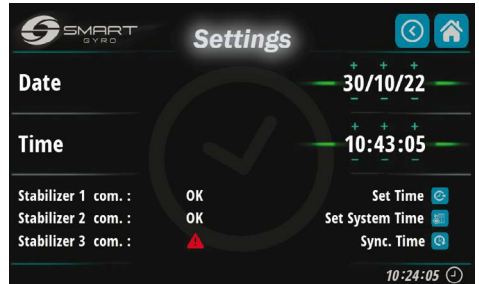 SMART
GYRO
Settings
Date
+ + +
30/10/22
− − −
Time
+ + +
10:43:05
− − −
Stabilizer 1 com. : OK Set Time
Stabilizer 2 com. : OK Set System Time
Stabilizer 3 com. : Sync. Time
10:24:05